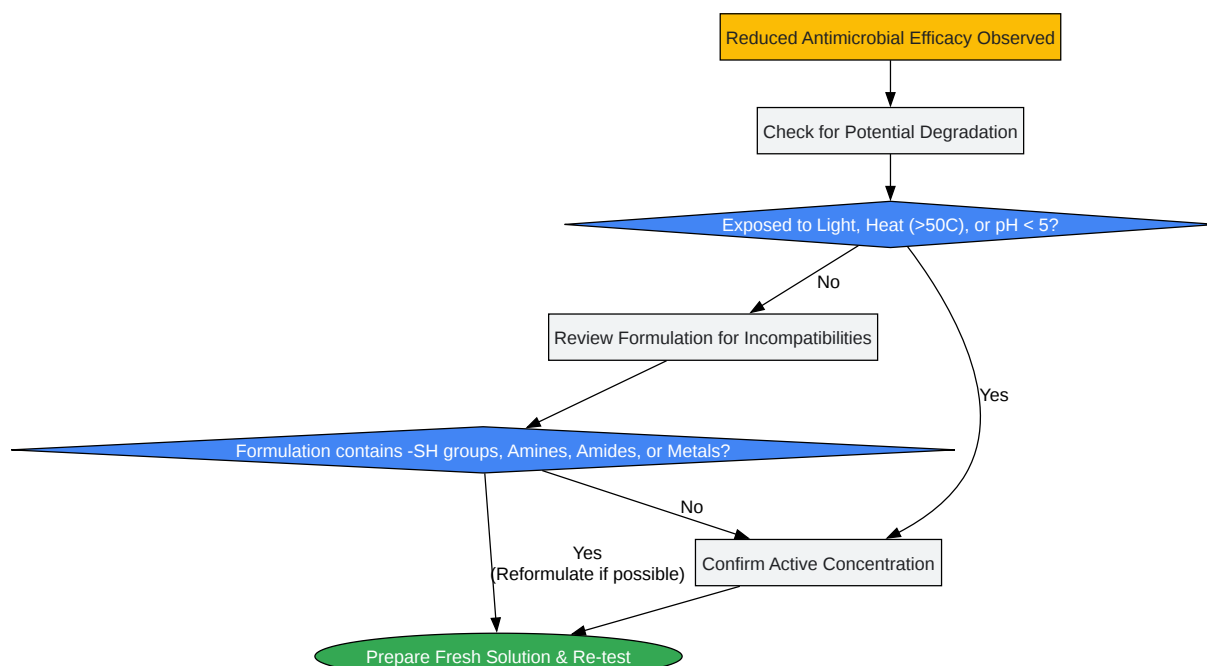 Reduced Antimicrobial Efficacy Observed
Check for Potential Degradation
Exposed to Light, Heat (>50C), or pH < 5?
No
Review Formulation for Incompatibilities
Yes
Formulation contains -SH groups, Amines, Amides, or Metals?
No
Yes
(Reformulate if possible)
Confirm Active Concentration
Prepare Fresh Solution & Re-test